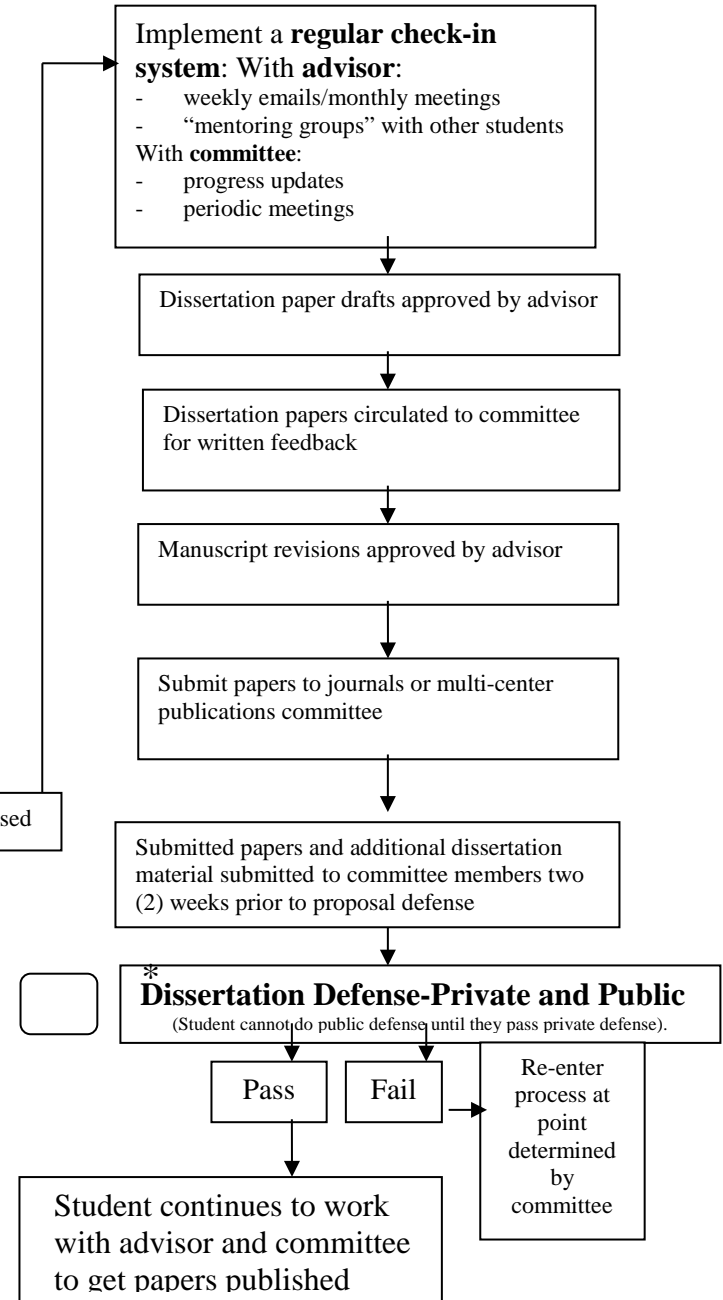 Implement a regular check-in
system: With advisor:
- weekly emails/monthly meetings
- “mentoring groups” with other students
With committee:
- progress updates
- periodic meetings
Dissertation paper drafts approved by advisor
Dissertation papers circulated to committee
for written feedback
Manuscript revisions approved by advisor
Submit papers to journals or multi-center
publications committee
sed
Submitted papers and additional dissertation
material submitted to committee members two
(2) weeks prior to proposal defense
*
Dissertation Defense-Private and Public
(Student cannot do public defense until they pass private defense).
Pass
Fail
Re-enter
process at
point
determined
by
committee
Student continues to work
with advisor and committee
to get papers published